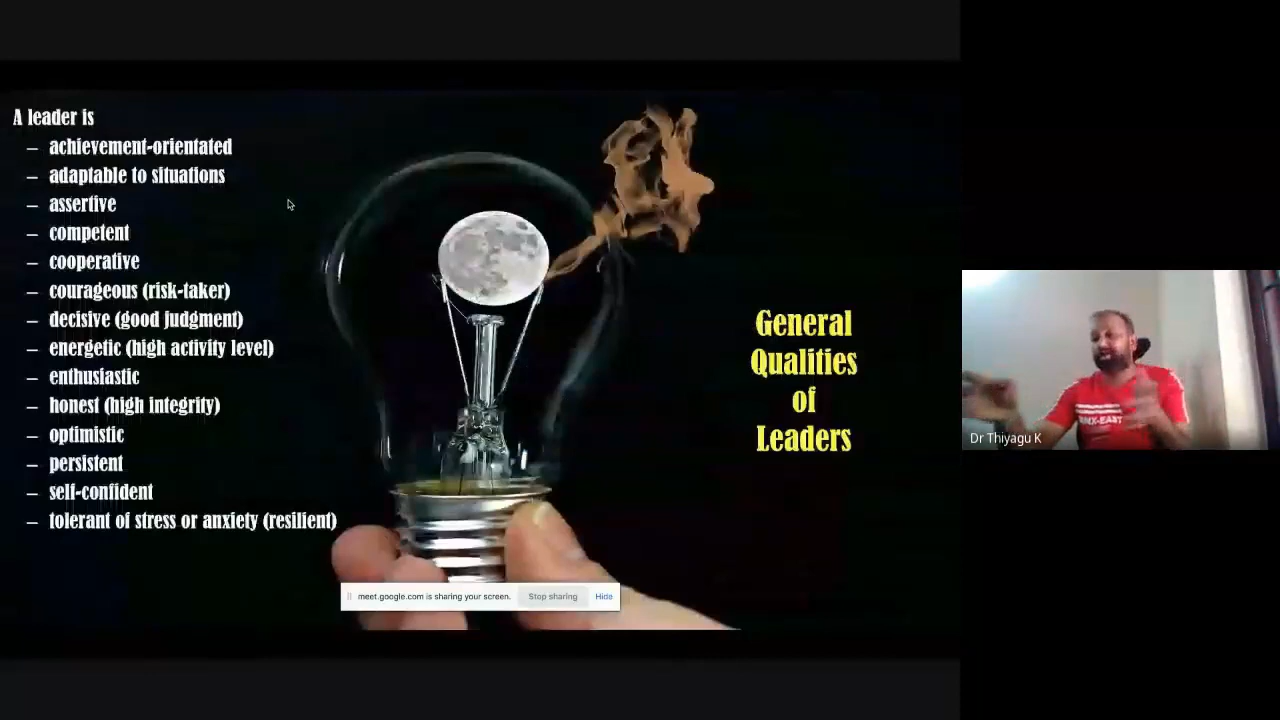 A leader is
– achievement-orientated
– adaptable to situations
– assertive
– competent
– cooperative
– courageous (risk-taker)
– decisive (good judgment)
– energetic (high activity level)
– enthusiastic
– honest (high integrity)
– optimistic
– persistent
– self-confident
– tolerant of stress or anxiety (resilient)
General
Qualities
of
Leaders
meet.google.com is sharing your screen. Stop sharing Hide
Dr Thiyagu K